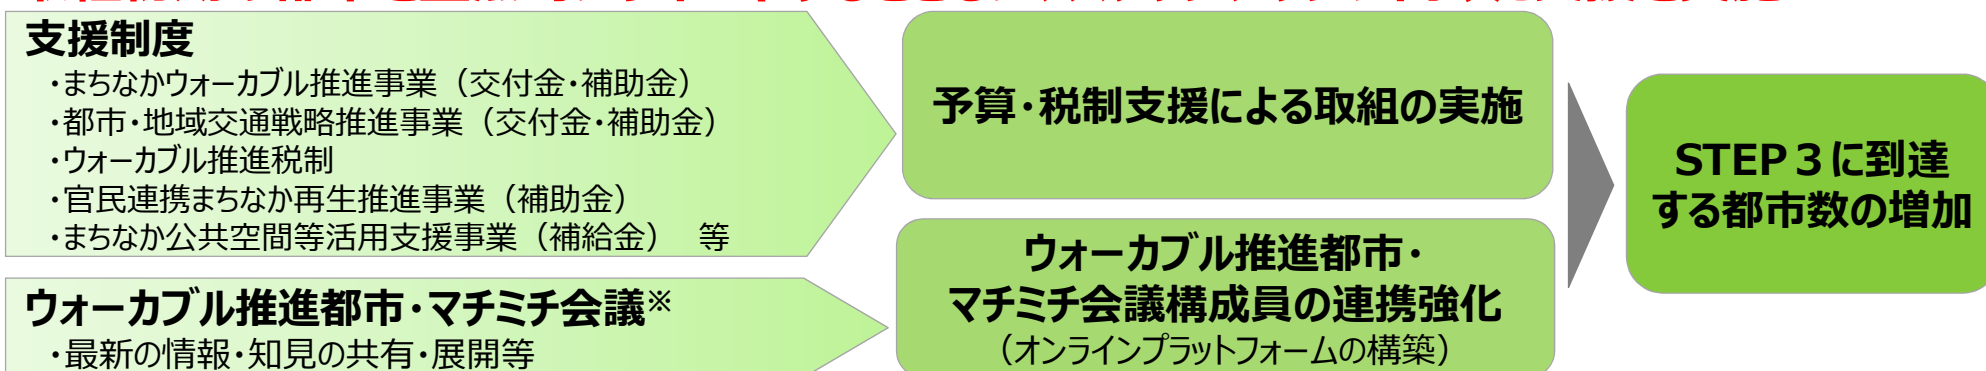 支援制度
・まちなかウォーカブル推進事業（交付金・補助金）
・都市・地域交通戦略推進事業（交付金・補助金）
・ウォーカブル推進税制
・官民連携まちなか再生推進事業（補助金）
・まちなか公共空間等活用支援事業（補給金）　等
ウォーカブル推進都市・マチミチ会議※
・最新の情報・知見の共有・展開等
予算・税制支援による取組の実施
ウォーカブル推進都市・
マチミチ会議構成員の連携強化
（オンラインプラットフォームの構築）
STEP３に到達
する都市数の増加